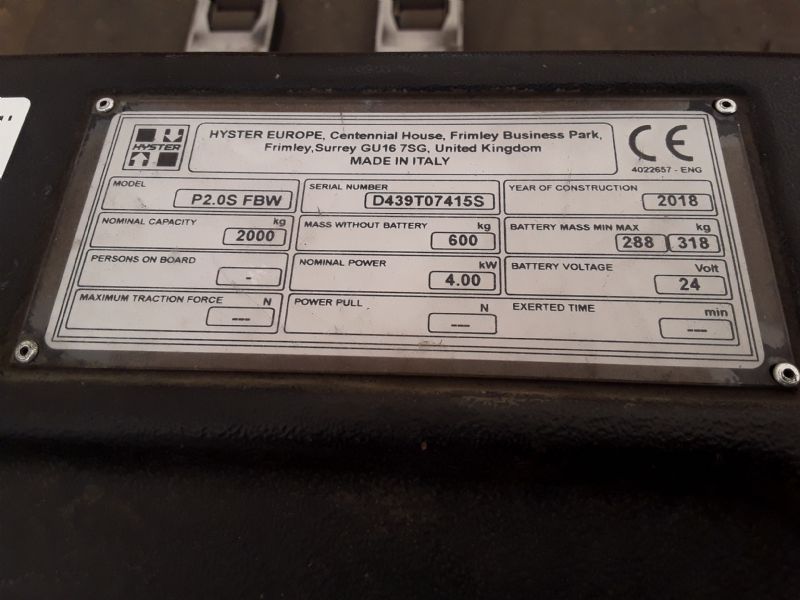 HYSTER
HYSTER EUROPE, Centennial House, Frimley Business Park,
Frimley,Surrey GU16 7SG, United Kingdom
MADE IN ITALY
CE
4022657 - ENG
MODEL P2.0S FBW
SERIAL NUMBER D439T07415S
YEAR OF CONSTRUCTION 2018
NOMINAL CAPACITY kg 2000
MASS WITHOUT BATTERY kg 600
BATTERY MASS MIN MAX kg 288 318
PERSONS ON BOARD -
NOMINAL POWER kW 4.00
BATTERY VOLTAGE Volt 24
MAXIMUM TRACTION FORCE N ---
POWER PULL N ---
EXERTED TIME min ---